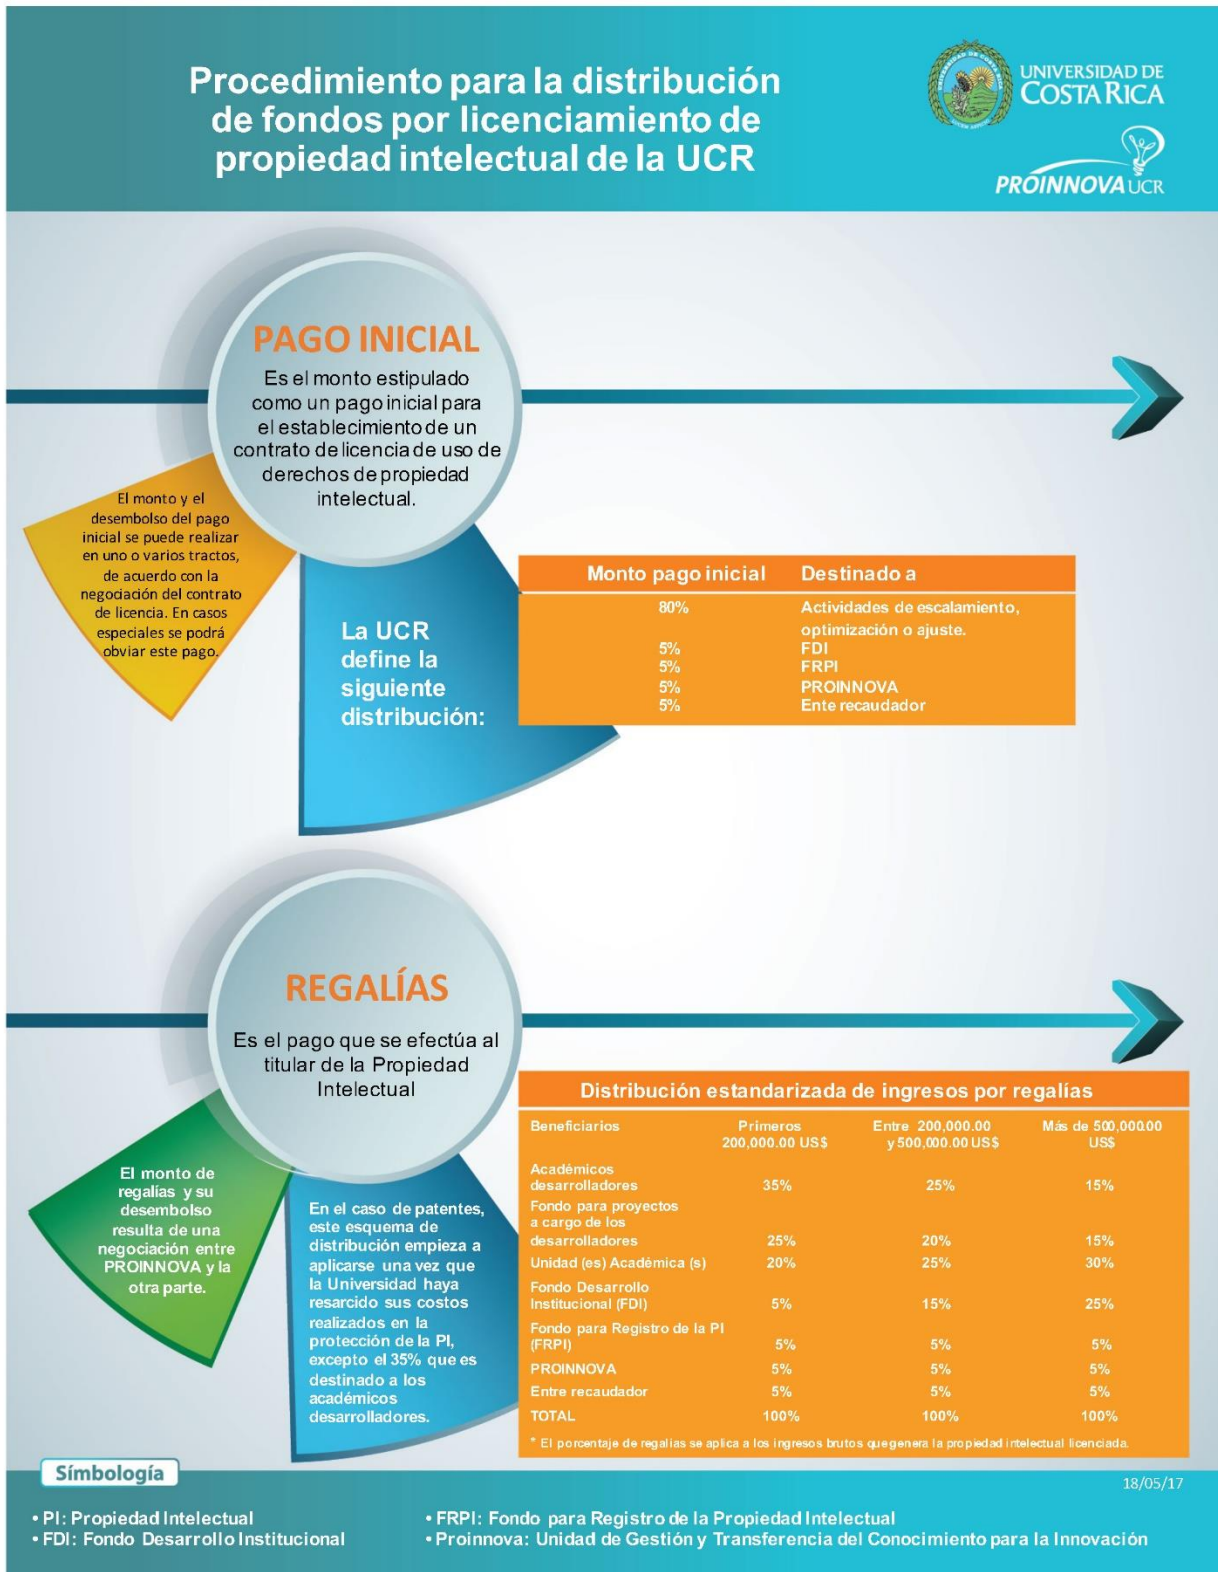 Procedimiento para la distribución
de fondos por licenciamiento de
propiedad intelectual de la UCR
UNIVERSIDAD DE
COSTA RICA
PROINNOVA UCR
PAGO INICIAL
Es el monto estipulado
como un pago inicial para
el establecimiento de un
contrato de licencia de uso de
derechos de propiedad
intelectual.
El monto y el
desembolso del pago
inicial se puede realizar
en uno o varios tractos,
de acuerdo con la
negociación del contrato
de licencia. En casos
especiales se podrá
obviar este pago.
La UCR
define la
siguiente
distribución:
Monto pago inicial Destinado a
80% Actividades de escalamiento,
optimización o ajuste.
5% FDI
5% FRPI
5% PROINNOVA
5% Ente recaudador
REGALÍAS
Es el pago que se efectúa al
titular de la Propiedad
Intelectual
El monto de
regalías y su
desembolso
resulta de una
negociación entre
PROINNOVA y la
otra parte.
En el caso de patentes,
este esquema de
distribución empieza a
aplicarse una vez que
la Universidad haya
resarcido sus costos
realizados en la
protección de la PI,
excepto el 35% que es
destinado a los
académicos
desarrolladores.
Distribución estandarizada de ingresos por regalías
Beneficiarios Primeros Entre 200,000.00 Más de 500,000.00
200,000.00 US$ y 500,000.00 US$ US$
Académicos
desarrolladores 35% 25% 15%
Fondo para proyectos
a cargo de los
desarrolladores 25% 20% 15%
Unidad (es) Académica (s) 20% 25% 30%
Fondo Desarrollo
Institucional (FDI) 5% 15% 25%
Fondo para Registro de la PI
(FRPI) 5% 5% 5%
PROINNOVA 5% 5% 5%
Entre recaudador 5% 5% 5%
TOTAL 100% 100% 100%
* El porcentaje de regalías se aplica a los ingresos brutos que genera la propiedad intelectual licenciada.
Símbología
18/05/17
• PI: Propiedad Intelectual
• FDI: Fondo Desarrollo Institucional
• FRPI: Fondo para Registro de la Propiedad Intelectual
• Proinnova: Unidad de Gestión y Transferencia del Conocimiento para la Innovación